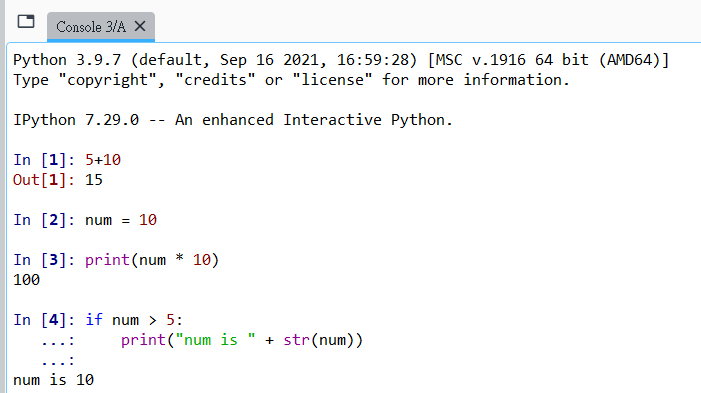 Console 3/A
Python 3.9.7 (default, Sep 16 2021, 16:59:28) [MSC v.1916 64 bit (AMD64)]
Type "copyright", "credits" or "license" for more information.
IPython 7.29.0 -- An enhanced Interactive Python.
In [1]: 5+10
Out[1]: 15
In [2]: num = 10
In [3]: print(num * 10)
100
In [4]: if num > 5:
   ...:     print("num is " + str(num))
   ...:
num is 10